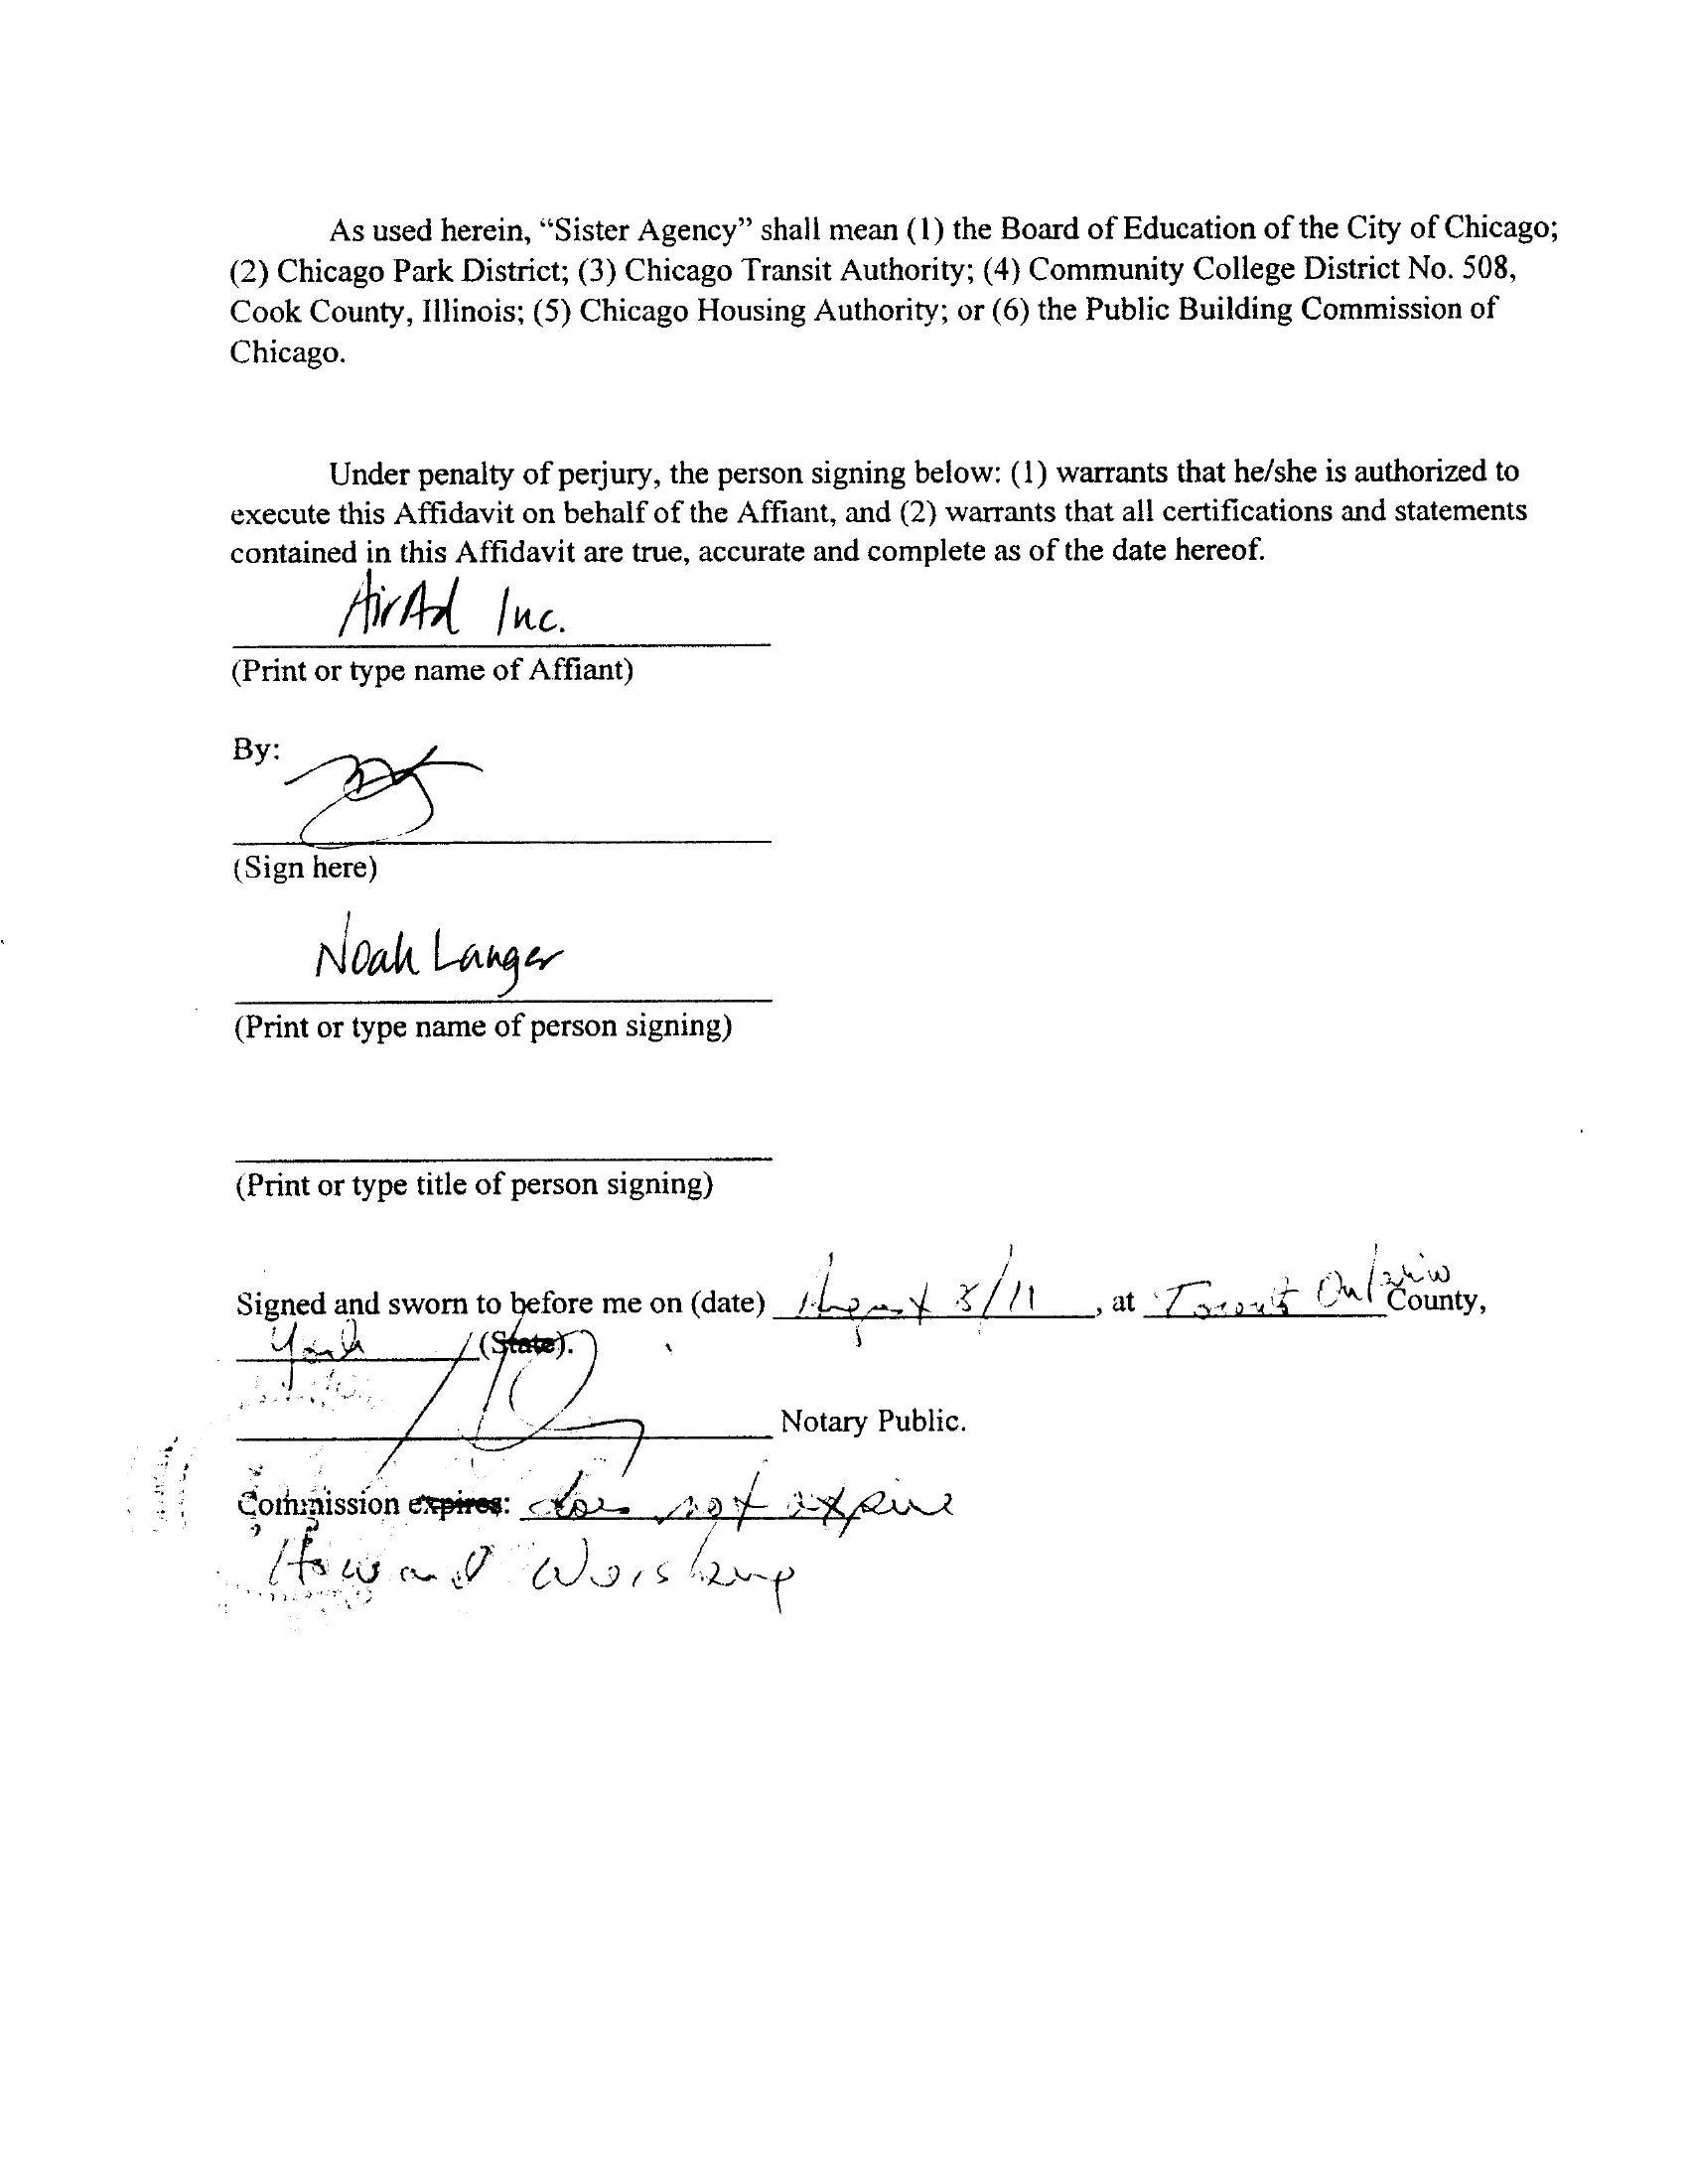 As used herein, “Sister Agency” shall mean (1) the Board of Education of the City of Chicago;
(2) Chicago Park District; (3) Chicago Transit Authority; (4) Community College District No. 508,
Cook County, Illinois; (5) Chicago Housing Authority; or (6) the Public Building Commission of
Chicago.
Under penalty of perjury, the person signing below: (1) warrants that he/she is authorized to
execute this Affidavit on behalf of the Affiant, and (2) warrants that all certifications and statements
contained in this Affidavit are true, accurate and complete as of the date hereof.
AirAd Inc.
(Print or type name of Affiant)
By:
(Sign here)
Noah Langer
(Print or type name of person signing)
(Print or type title of person signing)
Signed and sworn to before me on (date) August 8/11, at Toronto Ontario County,
York (State).
Notary Public.
Commission expires: does not expire
Howard